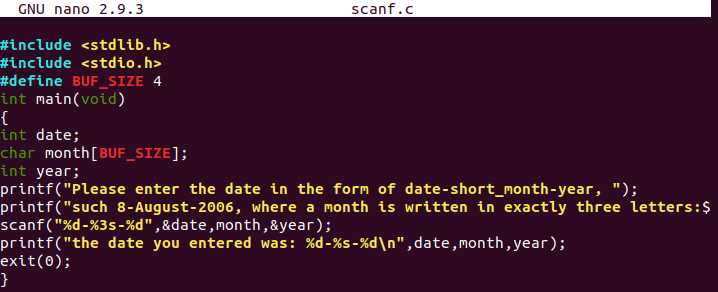 GNU nano 2.9.3 scanf.c
#include <stdlib.h>
#include <stdio.h>
#define BUF_SIZE 4
int main(void)
{
int date;
char month[BUF_SIZE];
int year;
printf("Please enter the date in the form of date-short_month-year, ");
printf("such 8-August-2006, where a month is written in exactly three letters:$
scanf("%d-%3s-%d",&date,month,&year);
printf("the date you entered was: %d-%s-%d\n",date,month,year);
exit(0);
}